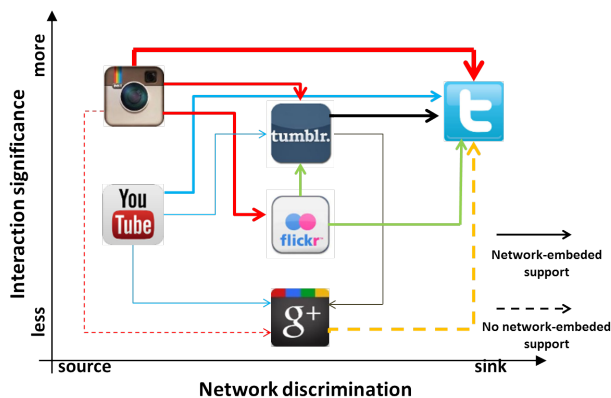 more
Interaction significance
less
tumblr.
t
You
Tube
flickr
g+
Network-embeded
support
No network-embeded
support
source
sink
Network discrimination